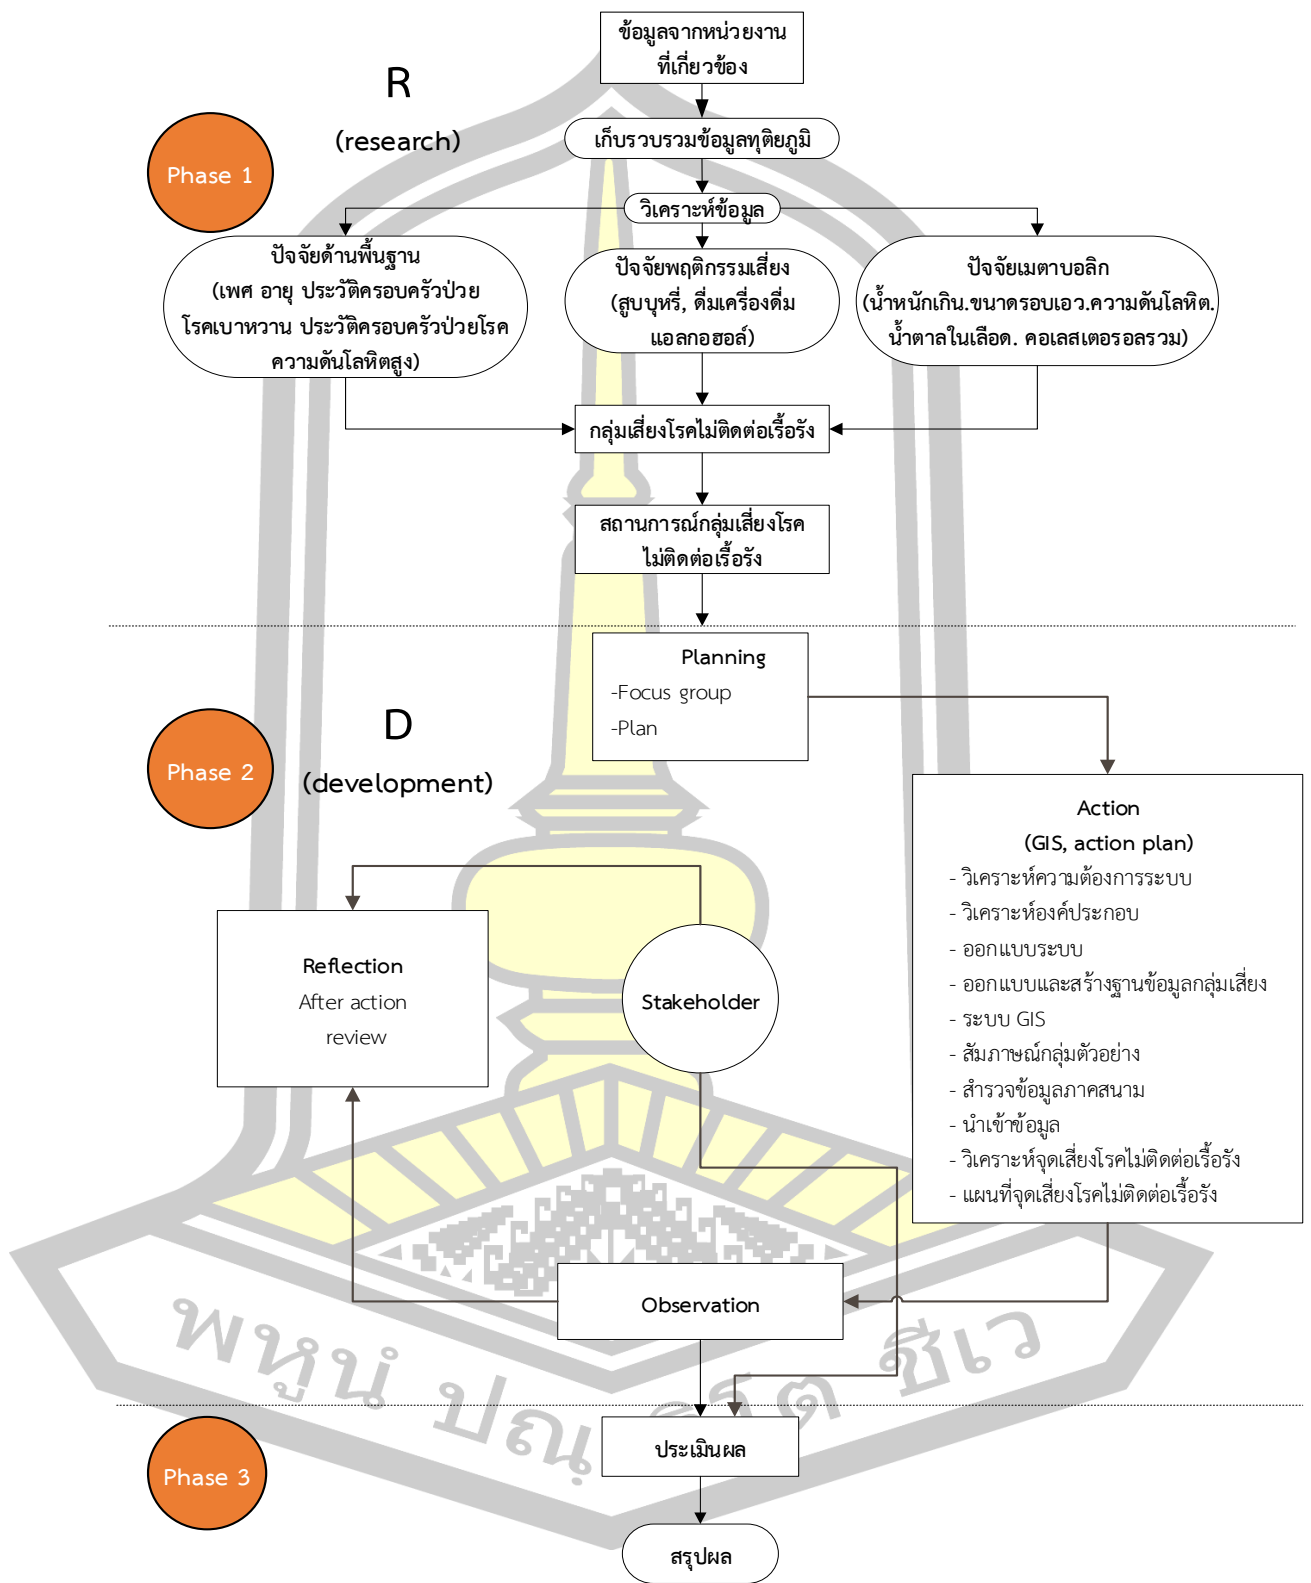 ข้อมูลจากหน่วยงาน
ที่เกี่ยวข้อง
R
(research)
Phase 1
เก็บรวบรวมข้อมูลทุติยภูมิ
วิเคราะห์ข้อมูล
ปัจจัยด้านพื้นฐาน
(เพศ อายุ ประวัติครอบครัวป่วย
โรคเบาหวาน ประวัติครอบครัวป่วยโรค
ความดันโลหิตสูง)
ปัจจัยพฤติกรรมเสี่ยง
(สูบบุหรี่, ดื่มเครื่องดื่ม
แอลกอฮอล์)
ปัจจัยเมตาบอลิก
(น้ำหนักเกิน.ขนาดรอบเอว.ความดันโลหิต.
น้ำตาลในเลือด. คอเลสเตอรอลรวม)
กลุ่มเสี่ยงโรคไม่ติดต่อเรื้อรัง
สถานการณ์กลุ่มเสี่ยงโรค
ไม่ติดต่อเรื้อรัง
Planning
-Focus group
-Plan
D
(development)
Phase 2
Action
(GIS, action plan)
- วิเคราะห์ความต้องการระบบ
- วิเคราะห์องค์ประกอบ
- ออกแบบระบบ
- ออกแบบและสร้างฐานข้อมูลกลุ่มเสี่ยง
- ระบบ GIS
- สัมภาษณ์กลุ่มตัวอย่าง
- สำรวจข้อมูลภาคสนาม
- นำเข้าข้อมูล
- วิเคราะห์จุดเสี่ยงโรคไม่ติดต่อเรื้อรัง
- แผนที่จุดเสี่ยงโรคไม่ติดต่อเรื้อรัง
Reflection
After action
review
Stakeholder
Observation
พหูนํ ปณฺ ชีเว
Phase 3
ประเมินผล
สรุปผล